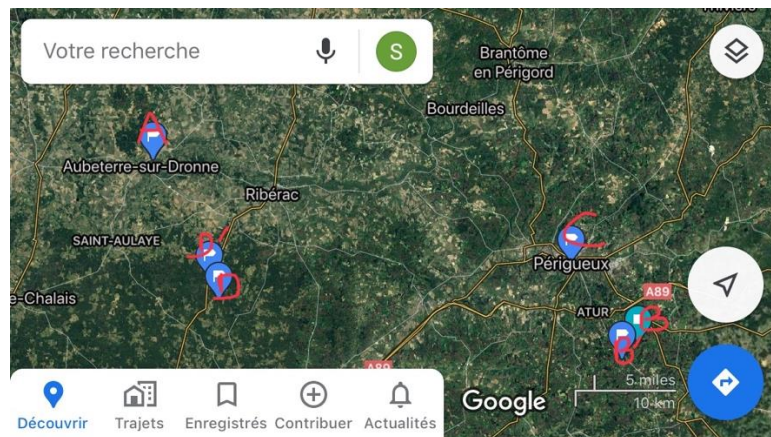 Votre recherche
S
Brantôme
en Périgord
Bourdeilles
A
Aubeterre-sur-Dronne
Ribérac
SAINT-AULAYE
D
C
Périgueux
e-Chalais
A89
ATUR
B
A89
5 miles
10 km
Google
Découvrir
Trajets
Enregistrés
Contribuer
Actualités